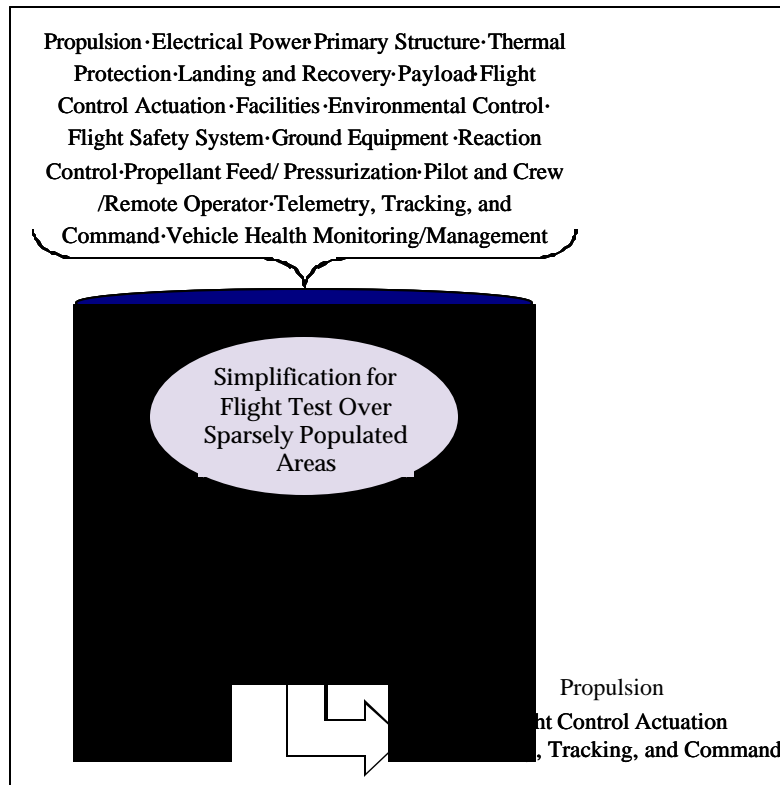 Propulsion·Electrical Power·Primary Structure·Thermal
Protection·Landing and Recovery·Payload·Flight
Control Actuation·Facilities·Environmental Control·
Flight Safety System·Ground Equipment·Reaction
Control·Propellant Feed/ Pressurization·Pilot and Crew
/Remote Operator·Telemetry, Tracking, and
Command·Vehicle Health Monitoring/Management
Simplification for
Flight Test Over
Sparsely Populated
Areas
Propulsion
Control Actuation
, Tracking, and Command